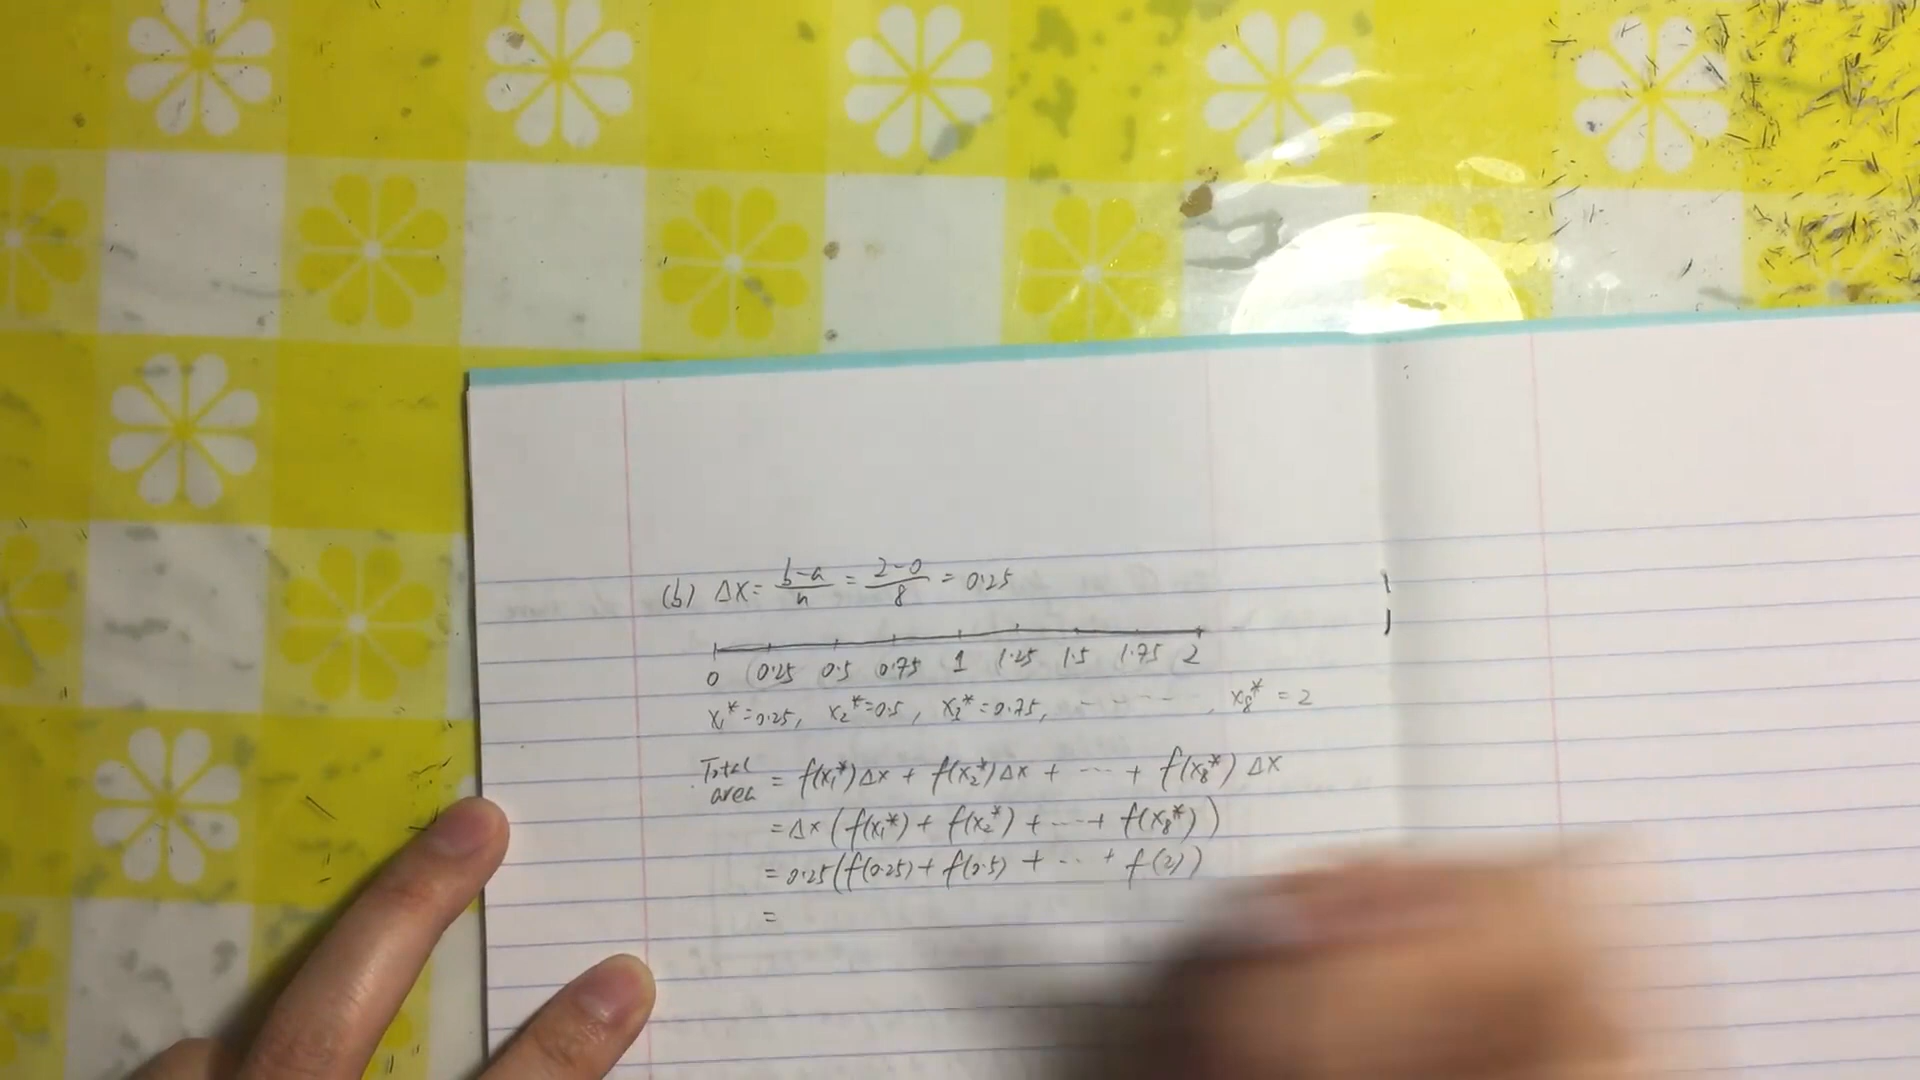 (b) Δx = b-a/n = 2-0/8 = 0.25
0 0.25 0.5 0.75 1 1.25 1.5 1.75 2
x₁* = 0.25, x₂* = 0.5, x₃* = 0.75, ------, x₈* = 2
Total area = f(x₁*)Δx + f(x₂*)Δx + --- + f(x₈*)Δx
= Δx (f(x₁*) + f(x₂*) + ---- + f(x₈*))
= 0.25(f(0.25) + f(0.5) + --- + f(2))
=